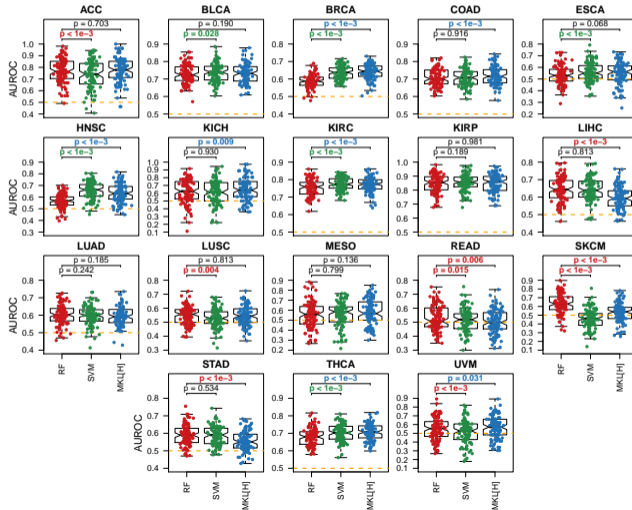 ACC BLCA BRCA COAD ESCA
p = 0.703 p = 0.190 p < 1e−3 p < 1e−3 p = 0.068
p < 1e−3 p = 0.028 p < 1e−3 p = 0.916 p < 1e−3
AUROC
HNSC KICH KIRC KIRP LIHC
p < 1e−3 p = 0.009 p < 1e−3 p = 0.981 p < 1e−3
p < 1e−3 p = 0.930 p < 1e−3 p = 0.189 p = 0.813
AUROC
LUAD LUSC MESO READ SKCM
p = 0.185 p = 0.813 p = 0.136 p = 0.006 p < 1e−3
p = 0.242 p = 0.004 p = 0.799 p = 0.015 p < 1e−3
AUROC
RF SVM MKL[H] RF SVM MKL[H]
STAD THCA UVM
p < 1e−3 p < 1e−3 p = 0.031
p = 0.534 p < 1e−3 p < 1e−3
AUROC
RF SVM MKL[H] RF SVM MKL[H] RF SVM MKL[H]